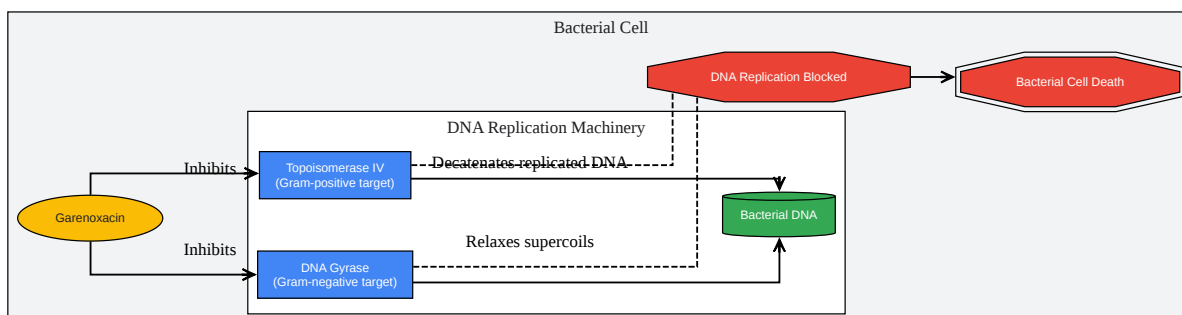 Bacterial Cell
DNA Replication Blocked
Bacterial Cell Death
DNA Replication Machinery
Inhibits
Topoisomerase IV
(Gram-positive target)
Decatenates replicated DNA
Garenoxacin
Bacterial DNA
Inhibits
Relaxes supercoils
DNA Gyrase
(Gram-negative target)